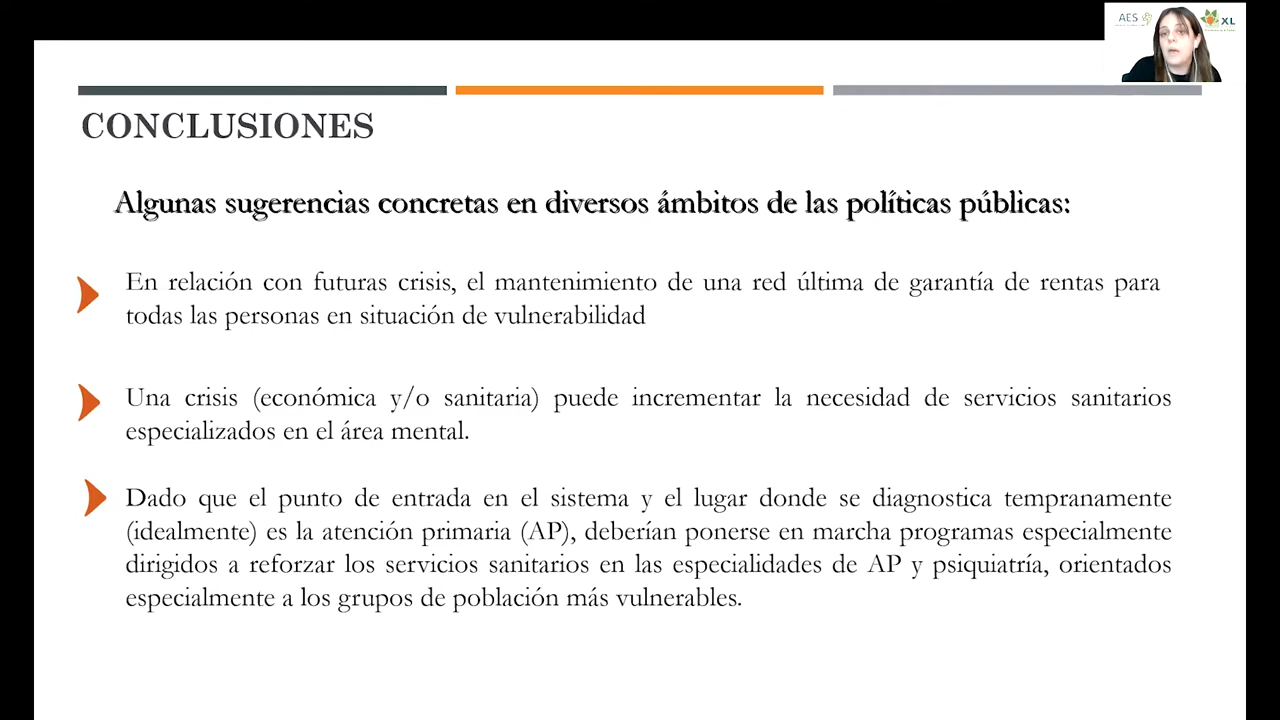 AES
XL
CONCLUSIONES
Algunas sugerencias concretas en diversos ámbitos de las políticas públicas:
En relación con futuras crisis, el mantenimiento de una red última de garantía de rentas para
todas las personas en situación de vulnerabilidad
Una crisis (económica y/o sanitaria) puede incrementar la necesidad de servicios sanitarios
especializados en el área mental.
Dado que el punto de entrada en el sistema y el lugar donde se diagnostica tempranamente
(idealmente) es la atención primaria (AP), deberían ponerse en marcha programas especialmente
dirigidos a reforzar los servicios sanitarios en las especialidades de AP y psiquiatría, orientados
especialmente a los grupos de población más vulnerables.